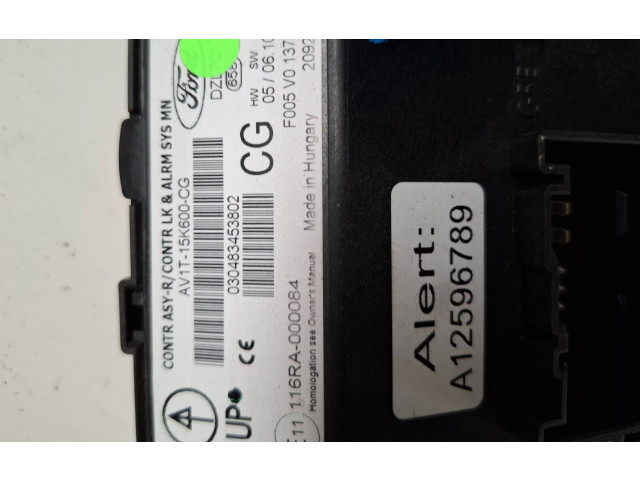 CONTR ASY-R/CONTR LK & ALRM SYS MN
AV1T-15K600-CG
030483453802
Ford
HW SW
05 / 06.10
CG
F005 V0 137
2092
Made in Hungary
UP
CE
E11 116RA-000084
Homologation see Owner's Manual
Alert:
A12596789